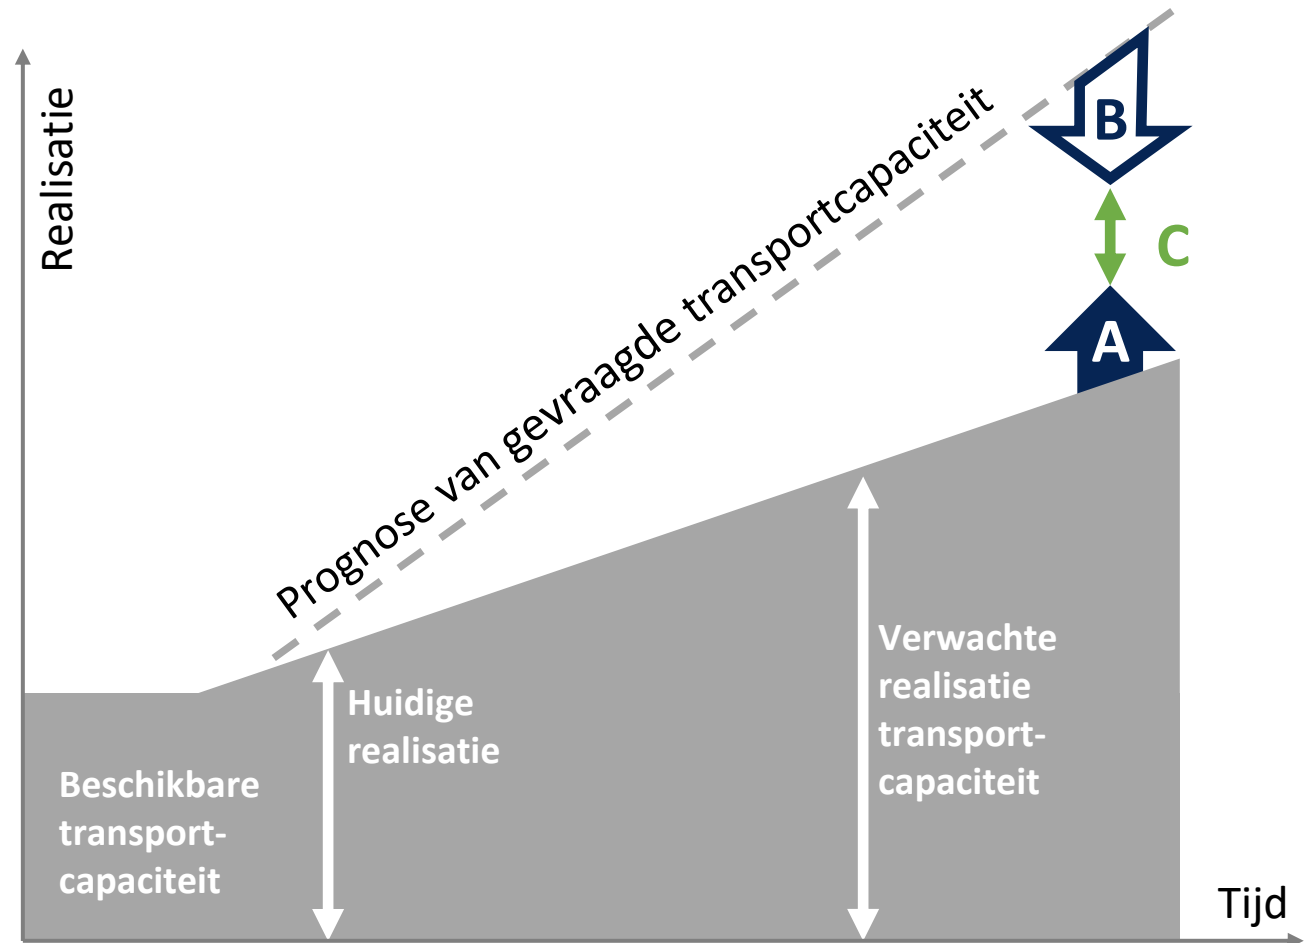 Realisatie
Prognose van gevraagde transportcapaciteit
B
C
A
Huidige
realisatie
Verwachte
realisatie
transport-
capaciteit
Beschikbare
transport-
capaciteit
Tijd